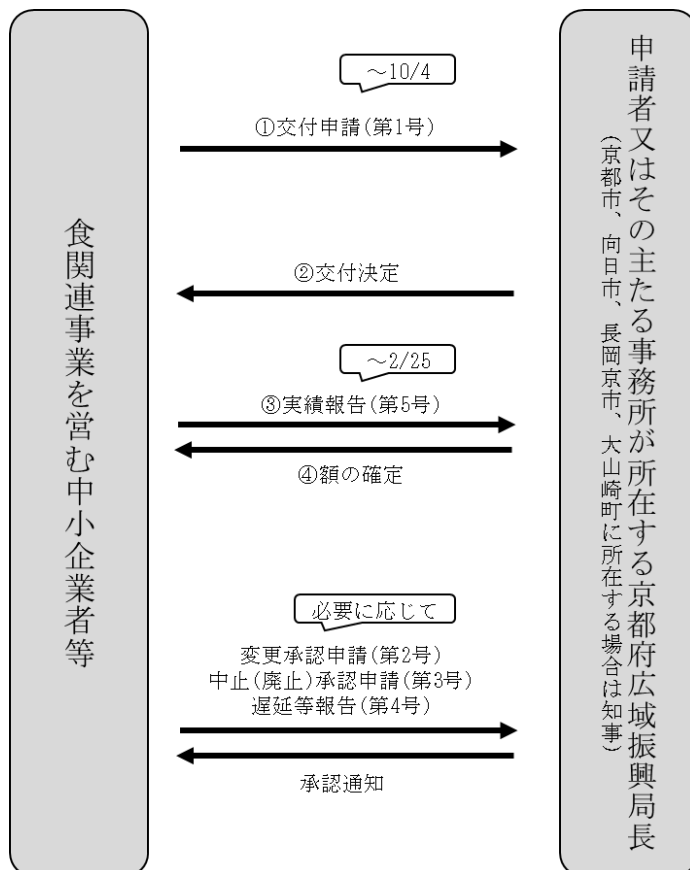 食関連事業を営む中小企業者等
～10/4
①交付申請(第1号)
②交付決定
～2/25
③実績報告(第5号)
④額の確定
必要に応じて
変更承認申請(第2号)
中止(廃止)承認申請(第3号)
遅延等報告(第4号)
承認通知
申請者又はその主たる事務所が所在する京都府広域振興局長
(京都市、向日市、長岡京市、大山崎町に所在する場合は知事)